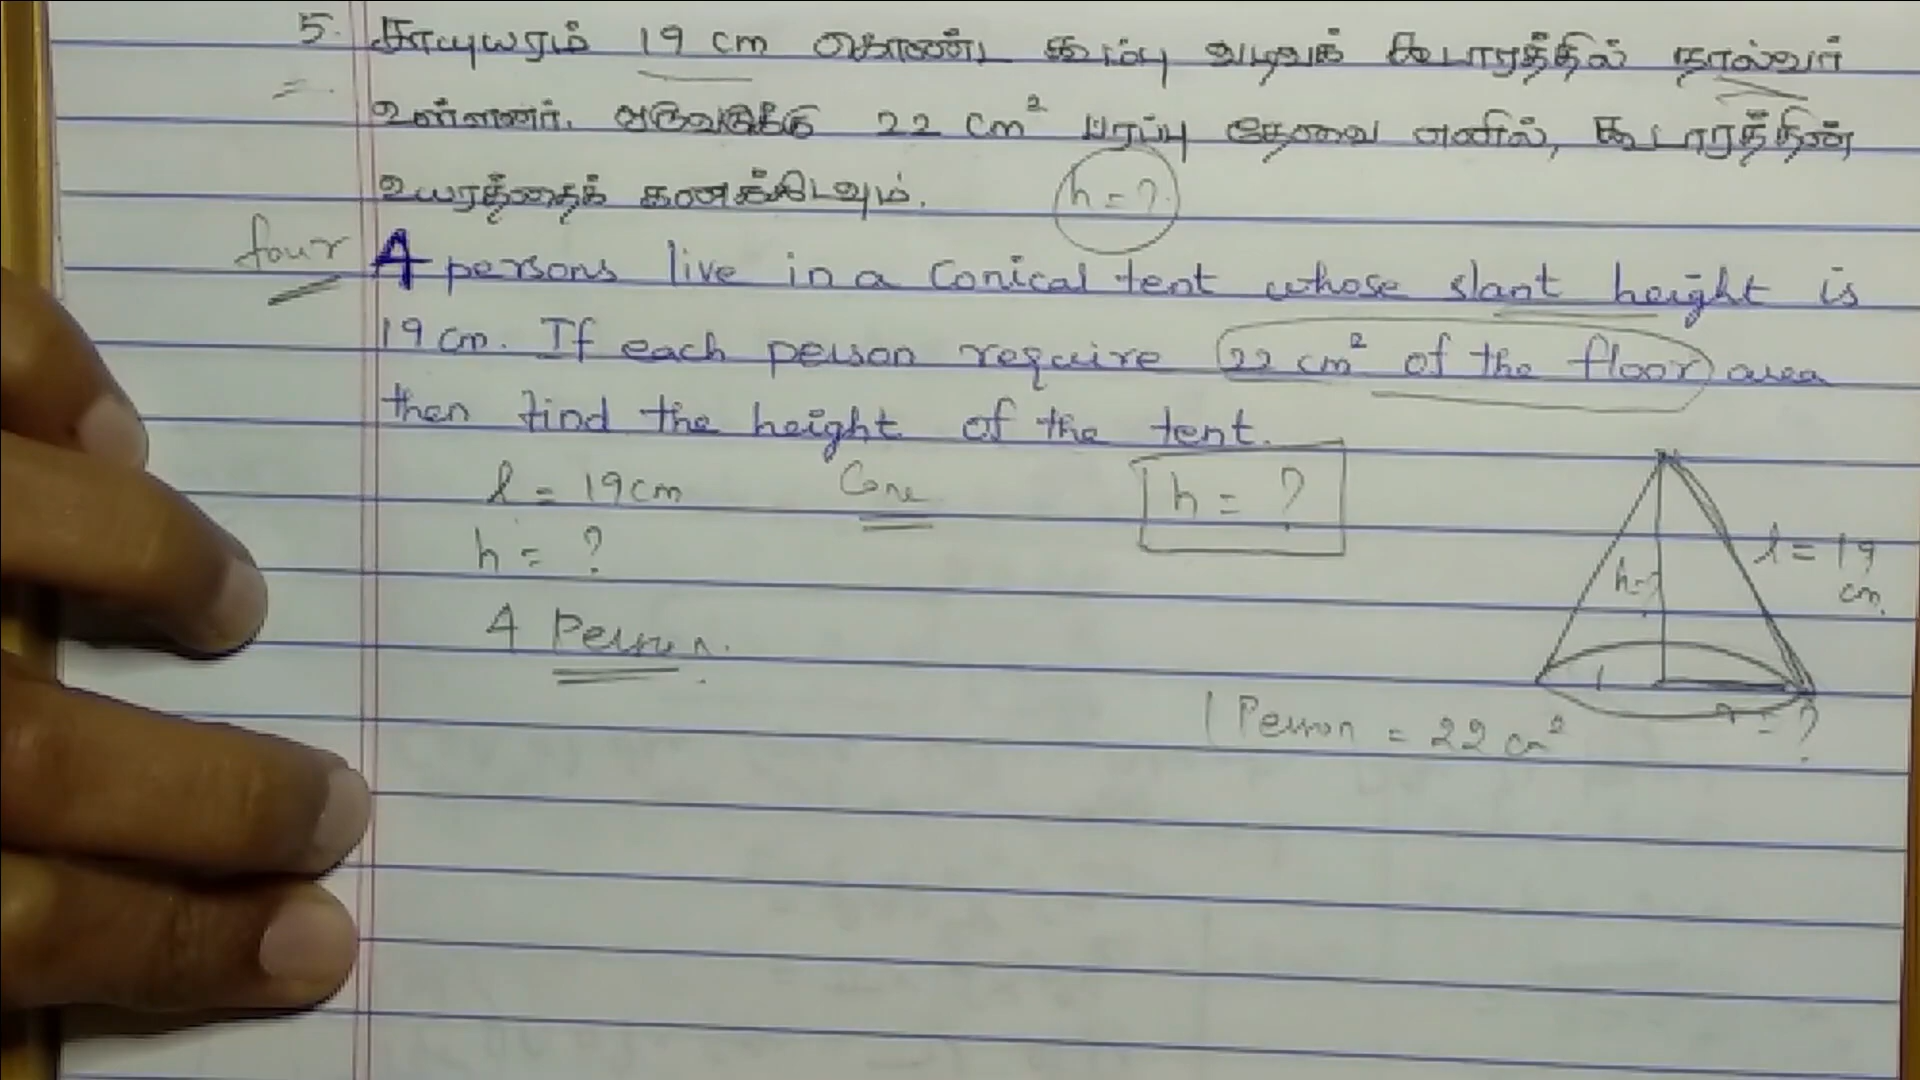 5. சாயுயரம் 19 cm கொண்ட கூம்பு வடிவக் கூடாரத்தில் நால்வர்
உள்ளனர். ஒருவருக்கு 22 cm² பரப்பு தேவை எனில், கூடாரத்தின்
உயரத்தைக் கணக்கிடவும். h = ?
four 4 persons live in a Conical tent whose slant height is
19 cm. If each person require 22 cm² of the floor area
then find the height of the tent.
l = 19cm Cone h = ?
h = ?
l = 19 cm.
h = ?
4 Person.
r = ?
1 Person = 22 cm²